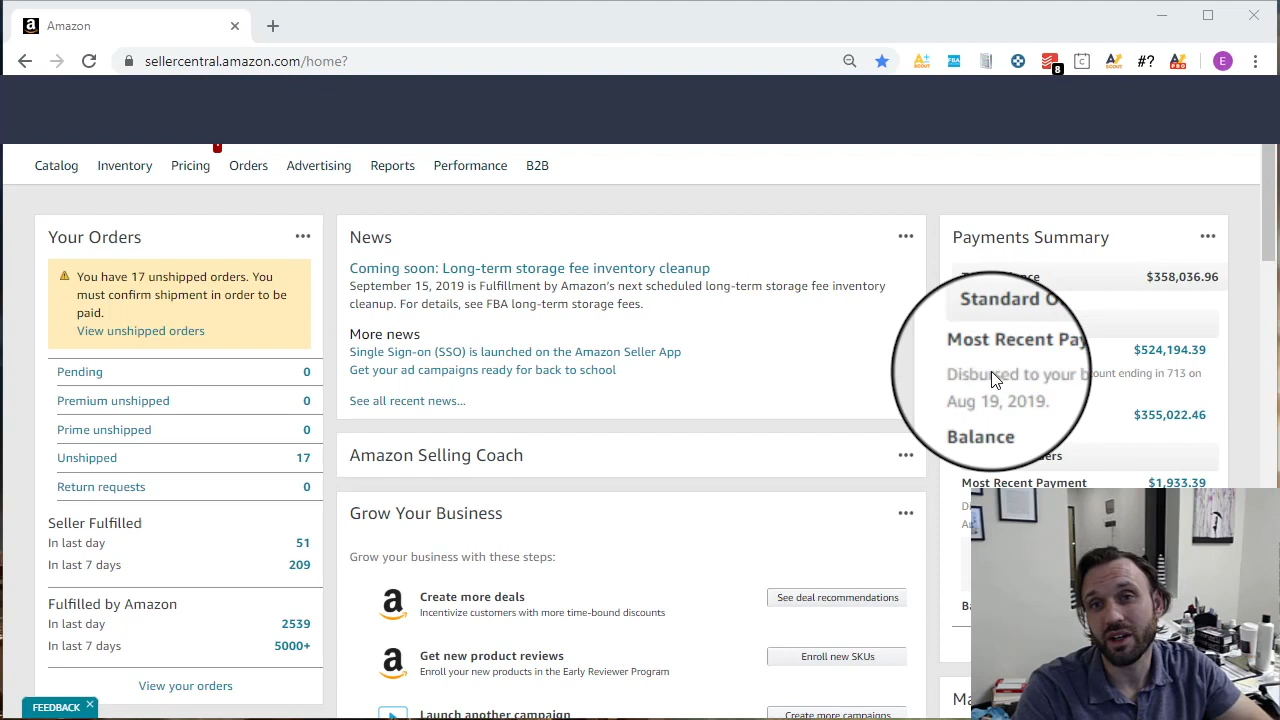 Amazon
sellercentral.amazon.com/home?
8
#?
E
Catalog Inventory Pricing Orders Advertising Reports Performance B2B
Your Orders
You have 17 unshipped orders. You
must confirm shipment in order to be
paid.
View unshipped orders
Pending 0
Premium unshipped 0
Prime unshipped 0
Unshipped 17
Return requests 0
Seller Fulfilled
In last day 51
In last 7 days 209
Fulfilled by Amazon
In last day 2539
In last 7 days 5000+
View your orders
FEEDBACK
News
Coming soon: Long-term storage fee inventory cleanup
September 15, 2019 is Fulfillment by Amazon's next scheduled long-term storage fee inventory
cleanup. For details, see FBA long-term storage fees.
More news
Single Sign-on (SSO) is launched on the Amazon Seller App
Get your ad campaigns ready for back to school
See all recent news...
Amazon Selling Coach
Grow Your Business
Grow your business with these steps:
Create more deals
Incentivize customers with more time-bound discounts
See deal recommendations
Get new product reviews
Enroll your new products in the Early Reviewer Program
Enroll new SKUs
Launch another campaign
Create more campaigns
Payments Summary
$358,036.96
Standard O
Most Recent Pay
$524,194.39
Disbursed to your b ount ending in 713 on
Aug 19, 2019.
$355,022.46
Balance
ers
Most Recent Payment $1,933.39